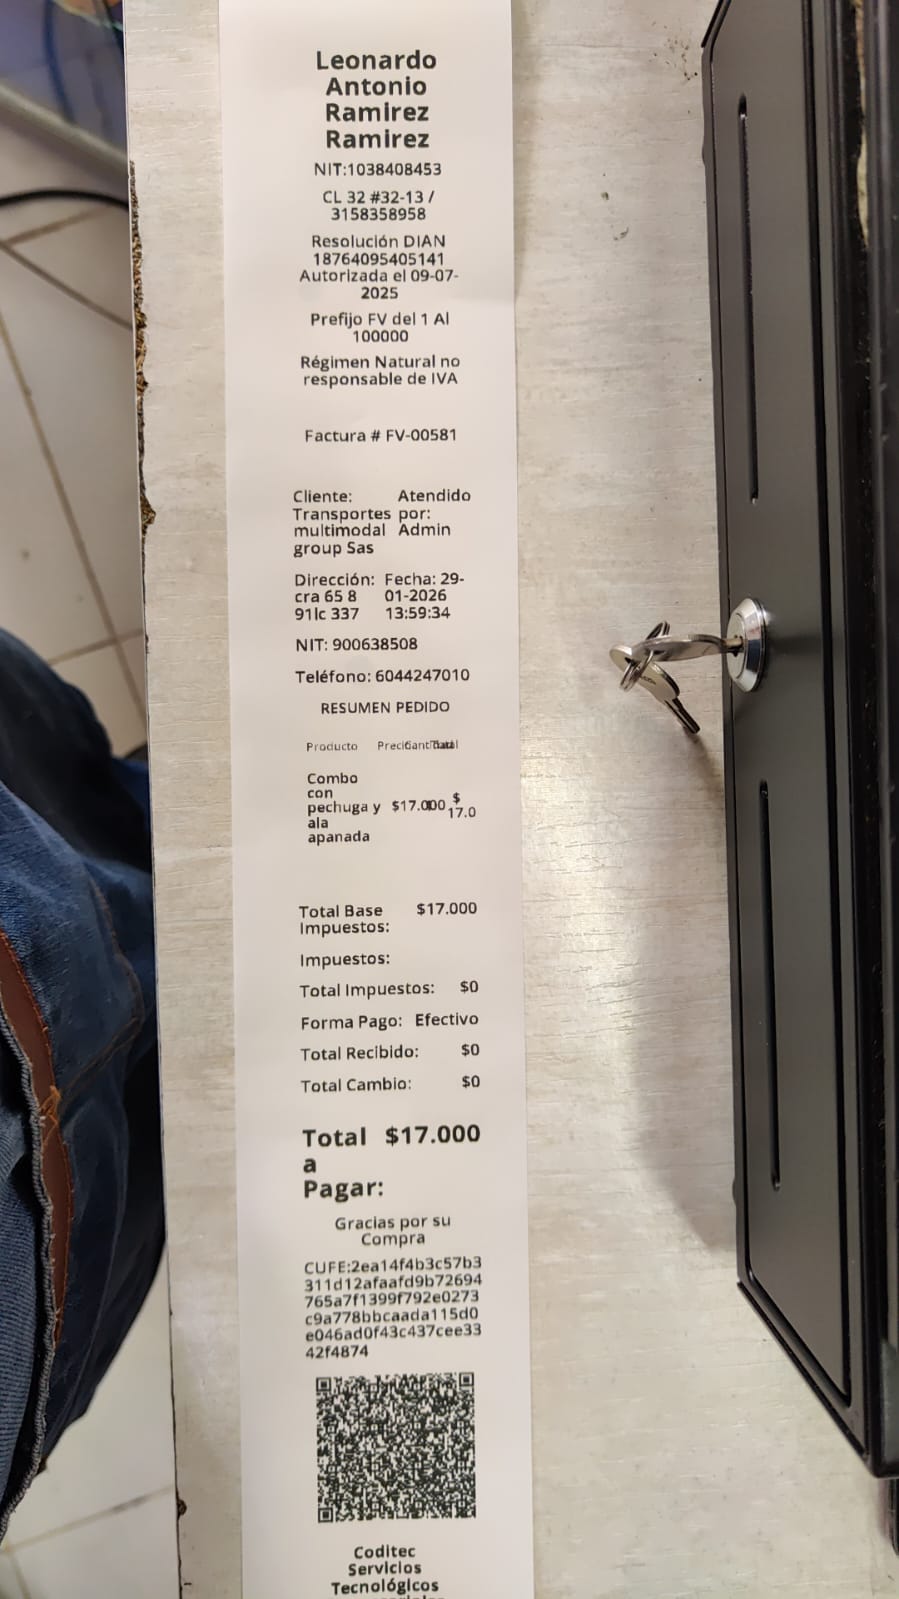 Leonardo
Antonio
Ramirez
Ramirez
NIT:1038408453
CL 32 #32-13 /
3158358958
Resolución DIAN
18764095405141
Autorizada el 09-07-
2025
Prefijo FV del 1 Al
100000
Régimen Natural no
responsable de IVA
Factura # FV-00581
Cliente: Atendido
Transportes por:
multimodal Admin
group Sas
Dirección: Fecha: 29-
cra 65 8 01-2026
91lc 337 13:59:34
NIT: 900638508
Teléfono: 6044247010
RESUMEN PEDIDO
Producto
Combo
con
pechuga y $
ala 17.0
apanada
Total Base $17.000
Impuestos:
Impuestos:
Total Impuestos: $0
Forma Pago: Efectivo
Total Recibido: $0
Total Cambio: $0
Total $17.000
a
Pagar:
Gracias por su
Compra
CUFE:2ea14f4b3c57b3
311d12afaafd9b72694
765a7f1399f792e0273
c9a778bbcaada115d0
e046ad0f43c437cee33
42f4874
Coditec
Servicios
Tecnológicos